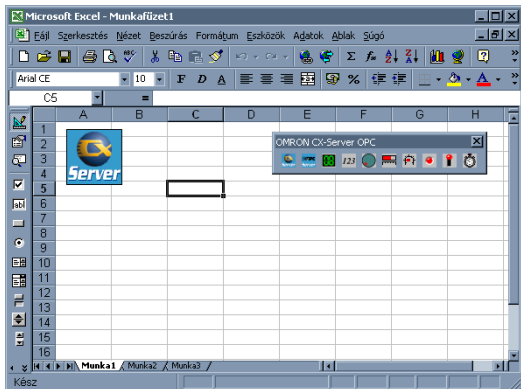 Microsoft Excel - Munkafüzet1
Fájl Szerkesztés Nézet Beszúrás Formátum Eszközök Adatok Ablak Súgó
Arial CE 10 F D A
C5 =
A B C D E F G H
1
2
3
4
5
6
7
8
9
10
11
12
13
14
15
16
CX
Server
OMRON CX-Server OPC
123
Munka1 Munka2 Munka3
Kész